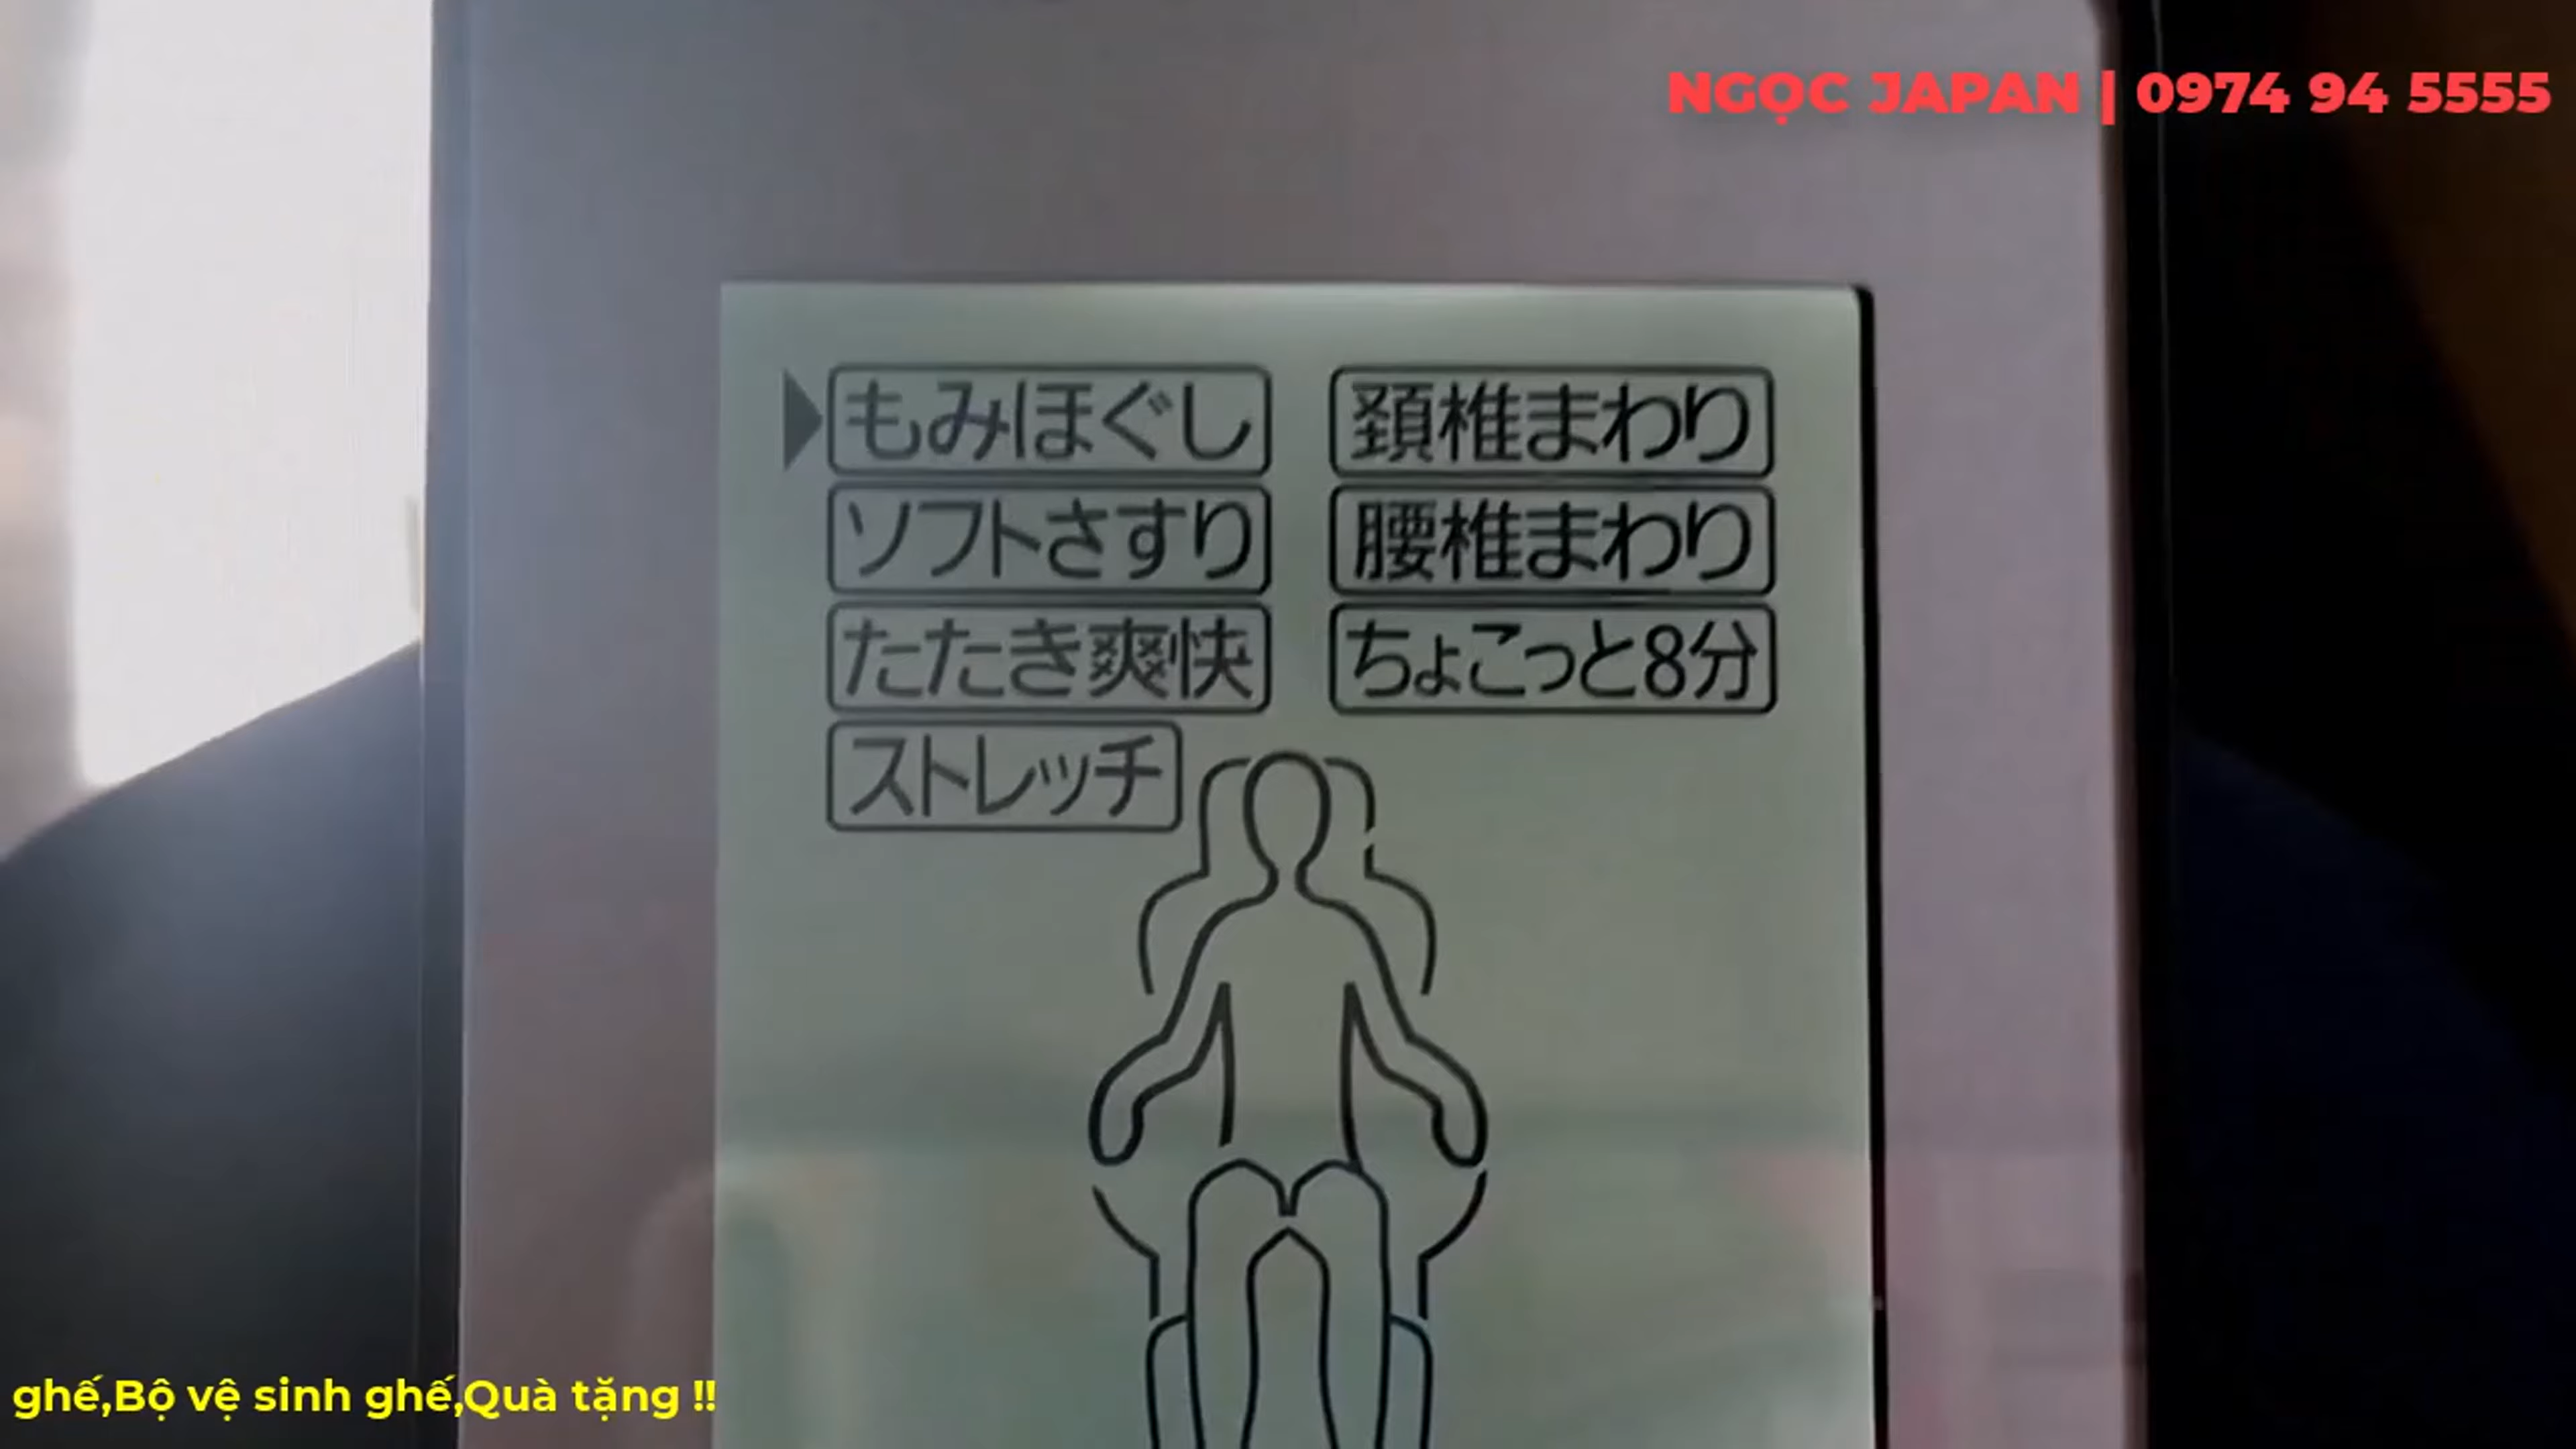 NGỌC JAPAN | 0974 94 5555
もみほぐし
頚椎まわり
ソフトさすり
腰椎まわり
たたき爽快
ちょこっと8分
ストレッチ
ghế,Bộ vệ sinh ghế,Quà tặng !!